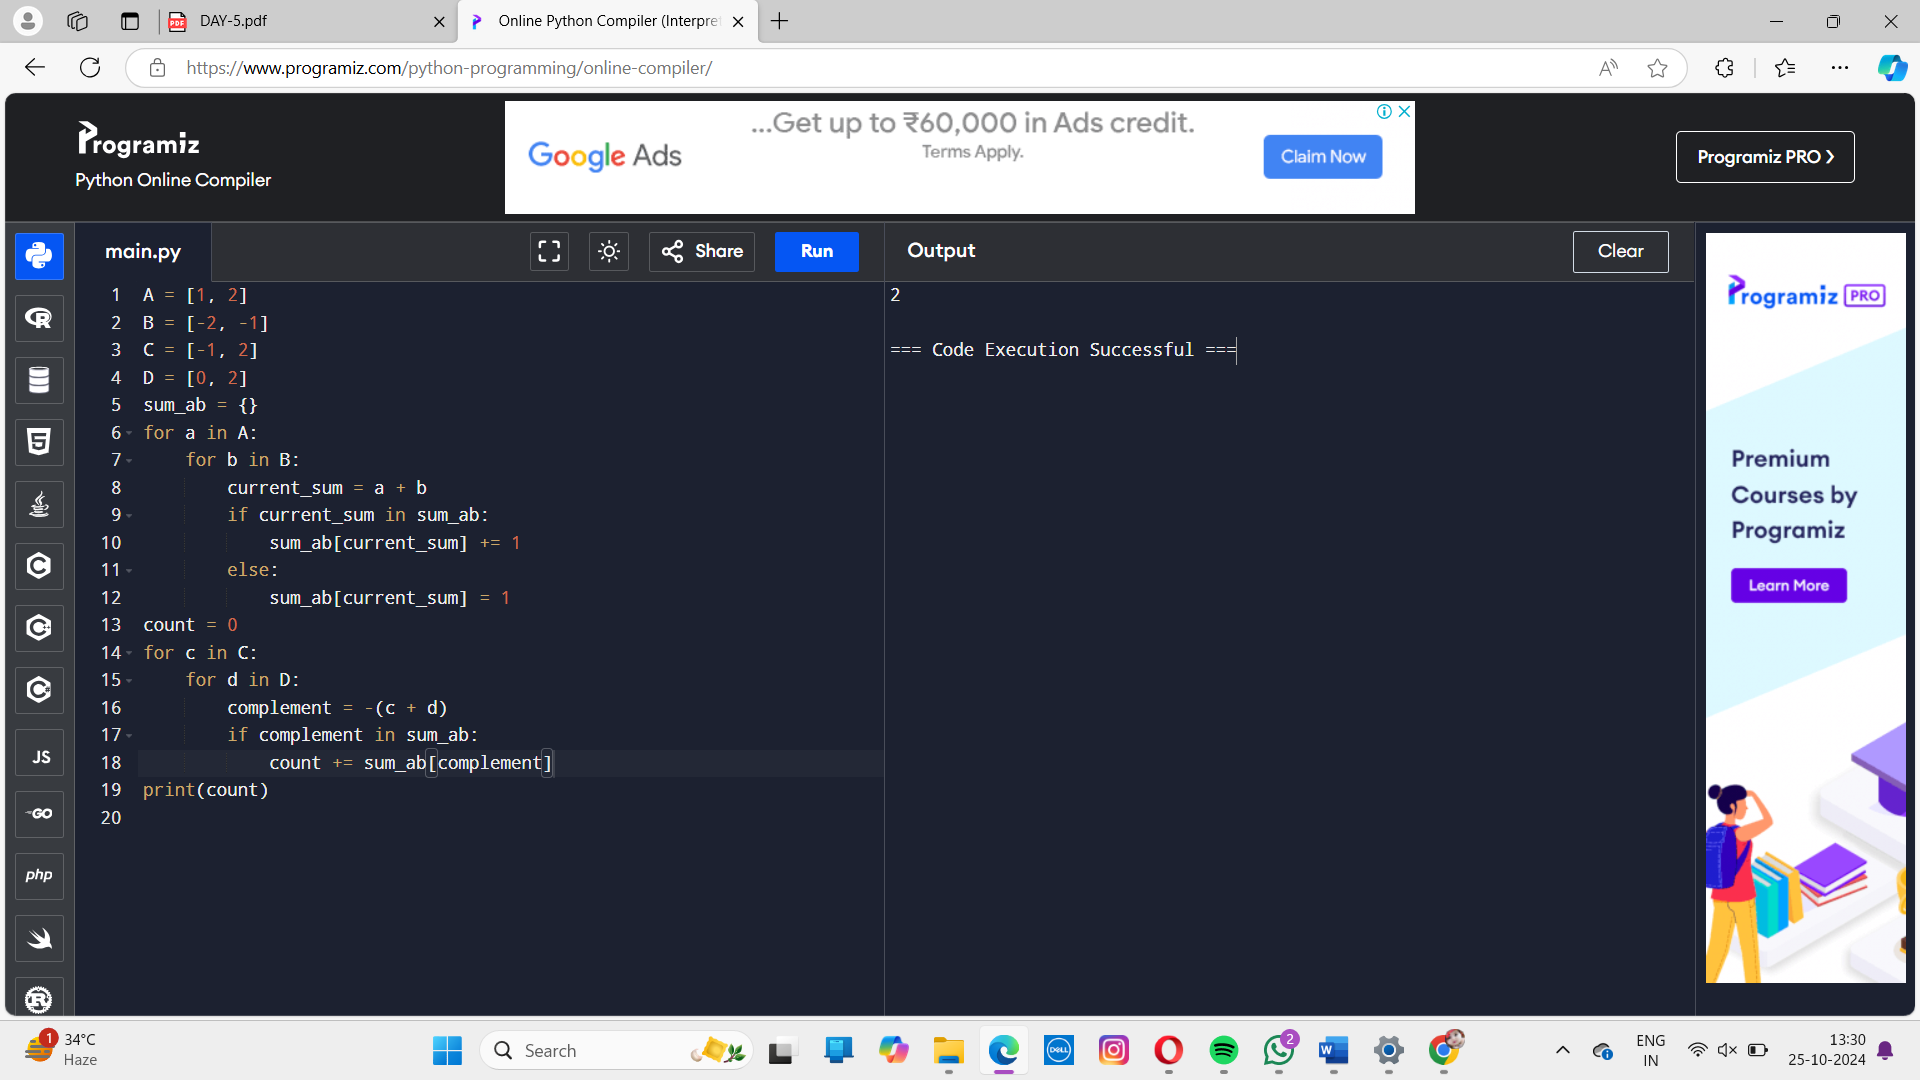 DAY-5.pdf
Online Python Compiler (Interpret
https://www.programiz.com/python-programming/online-compiler/
Programiz
Python Online Compiler
Google Ads
...Get up to ₹60,000 in Ads credit.
Terms Apply.
Claim Now
Programiz PRO
main.py
Share
Run
Output
Clear
1 A = [1, 2]
2 B = [-2, -1]
3 C = [-1, 2]
4 D = [0, 2]
5 sum_ab = {}
6 for a in A:
7     for b in B:
8         current_sum = a + b
9         if current_sum in sum_ab:
10             sum_ab[current_sum] += 1
11         else:
12             sum_ab[current_sum] = 1
13 count = 0
14 for c in C:
15     for d in D:
16         complement = -(c + d)
17         if complement in sum_ab:
18             count += sum_ab[complement]
19 print(count)
20
2
=== Code Execution Successful ===
Programiz PRO
Premium
Courses by
Programiz
Learn More
JS
GO
php
1
34°C
Haze
Search
DELL
2
ENG
IN
13:30
25-10-2024